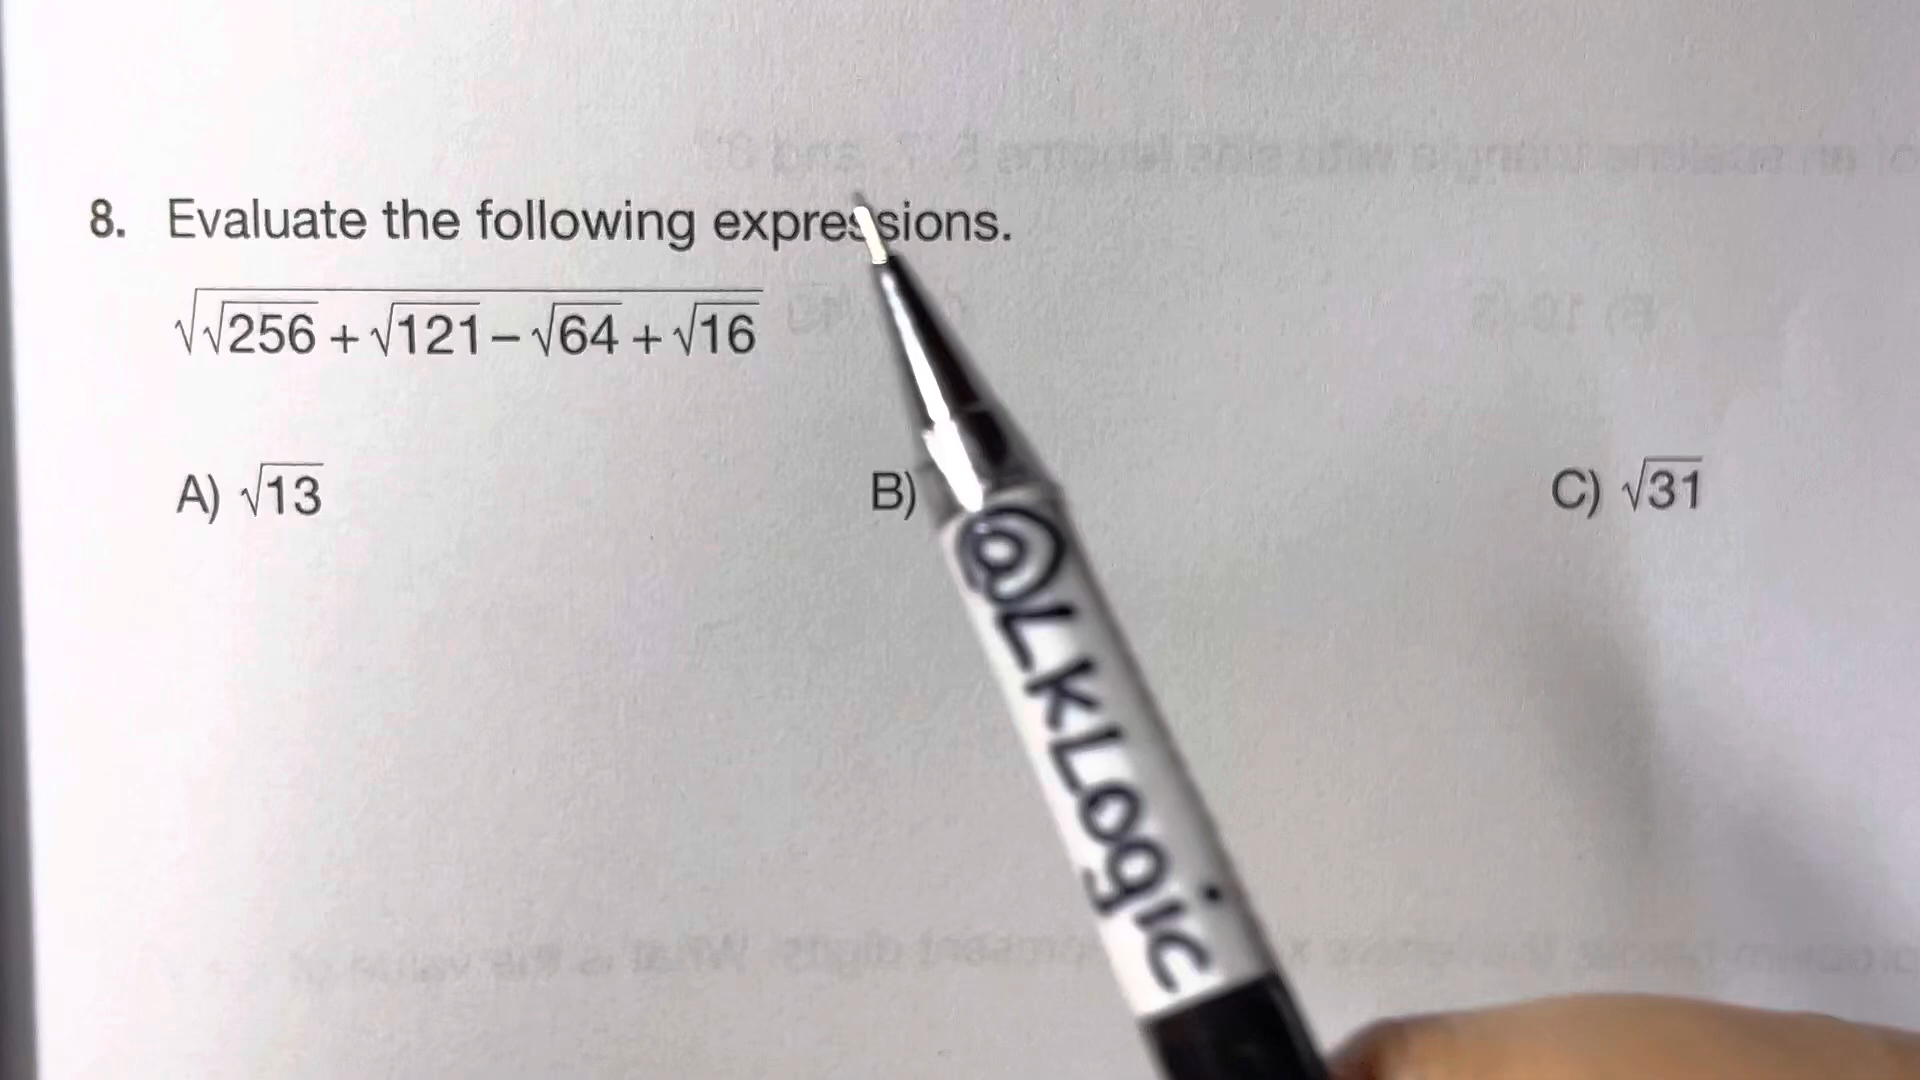 8. Evaluate the following expressions.
√(√256 + √121 – √64 + √16)
A) √13 B) C) √31
@LKLogic